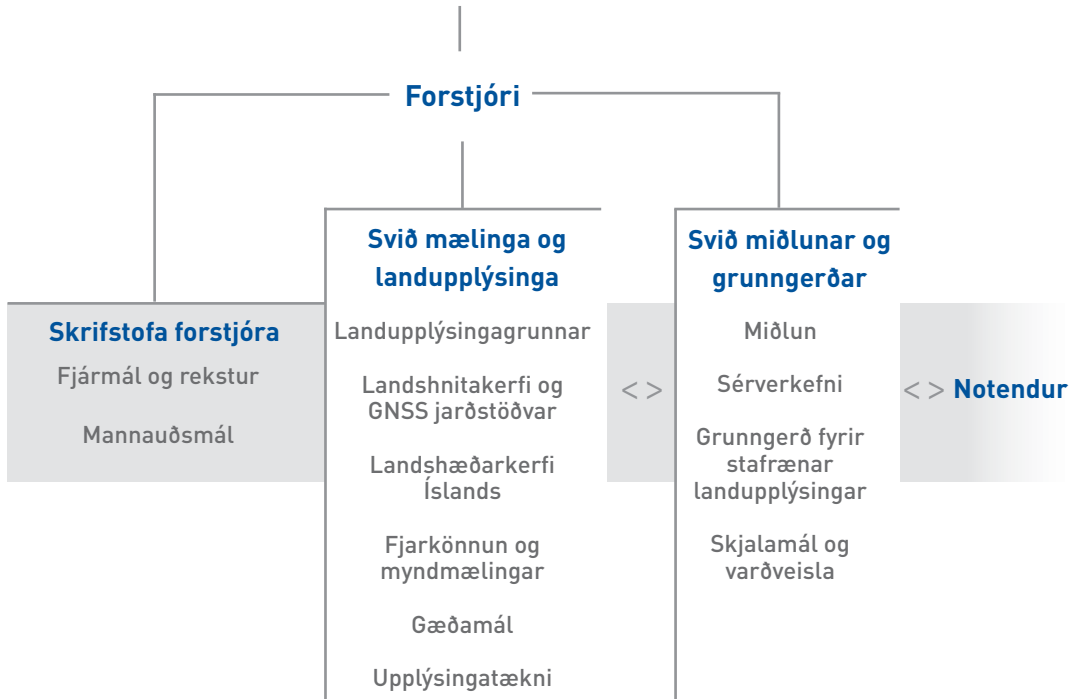 Forstjóri
Skrifstofa forstjóra
Fjármál og rekstur
Mannauðsmál
Svið mælinga og
landupplýsinga
Landupplýsingagrunnar
Landshnitakerfi og
GNSS jarðstöðvar
Landshæðarkerfi
Íslands
Fjarkönnun og
myndmælingar
Gæðamál
Upplýsingatækni
< >
Svið miðlunar og
grunngerðar
Miðlun
Sérverkefni
Grunngerð fyrir
stafrænar
landupplýsingar
Skjalamál og
varðveisla
< > Notendur